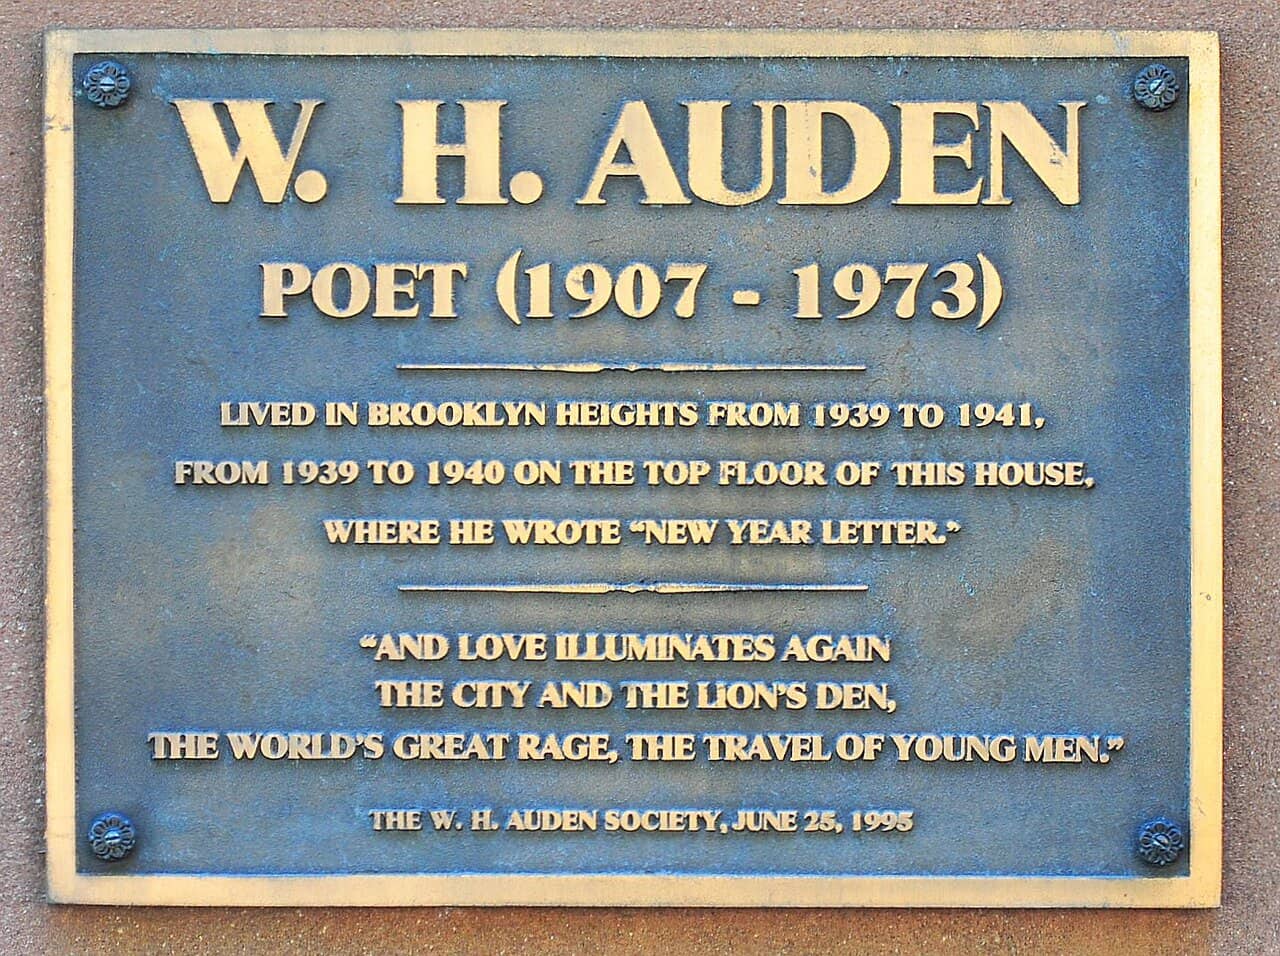 W. H. AUDEN
POET (1907 - 1973)
LIVED IN BROOKLYN HEIGHTS FROM 1939 TO 1941,
FROM 1939 TO 1940 ON THE TOP FLOOR OF THIS HOUSE,
WHERE HE WROTE “NEW YEAR LETTER.”
“AND LOVE ILLUMINATES AGAIN
THE CITY AND THE LION’S DEN,
THE WORLD’S GREAT RAGE, THE TRAVEL OF YOUNG MEN.”
THE W. H. AUDEN SOCIETY, JUNE 25, 1995